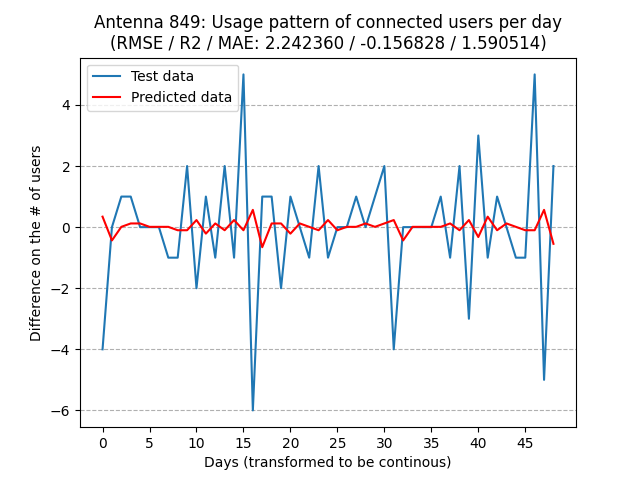 Antenna 849: Usage pattern of connected users per day
(RMSE / R2 / MAE: 2.242360 / -0.156828 / 1.590514)
Test data
Predicted data
Difference on the # of users
4
2
0
−2
−4
−6
0 5 10 15 20 25 30 35 40 45
Days (transformed to be continous)